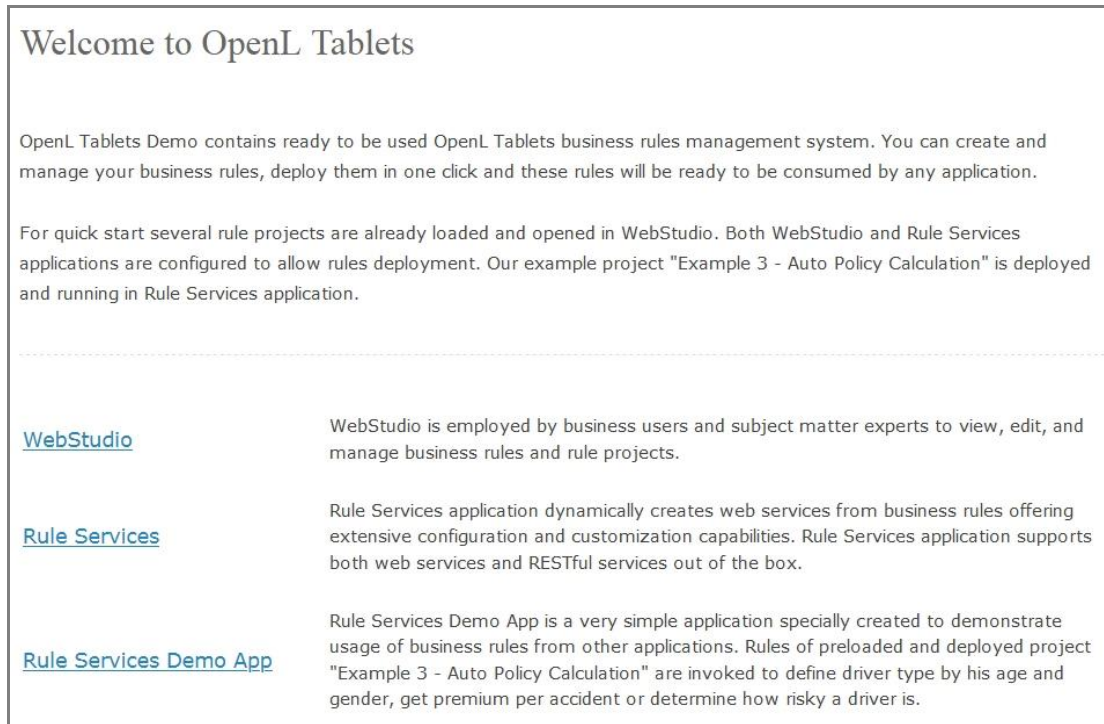 Welcome to OpenL Tablets
OpenL Tablets Demo contains ready to be used OpenL Tablets business rules management system. You can create and
manage your business rules, deploy them in one click and these rules will be ready to be consumed by any application.
For quick start several rule projects are already loaded and opened in WebStudio. Both WebStudio and Rule Services
applications are configured to allow rules deployment. Our example project "Example 3 - Auto Policy Calculation" is deployed
and running in Rule Services application.
WebStudio
WebStudio is employed by business users and subject matter experts to view, edit, and
manage business rules and rule projects.
Rule Services
Rule Services application dynamically creates web services from business rules offering
extensive configuration and customization capabilities. Rule Services application supports
both web services and RESTful services out of the box.
Rule Services Demo App
Rule Services Demo App is a very simple application specially created to demonstrate
usage of business rules from other applications. Rules of preloaded and deployed project
"Example 3 - Auto Policy Calculation" are invoked to define driver type by his age and
gender, get premium per accident or determine how risky a driver is.